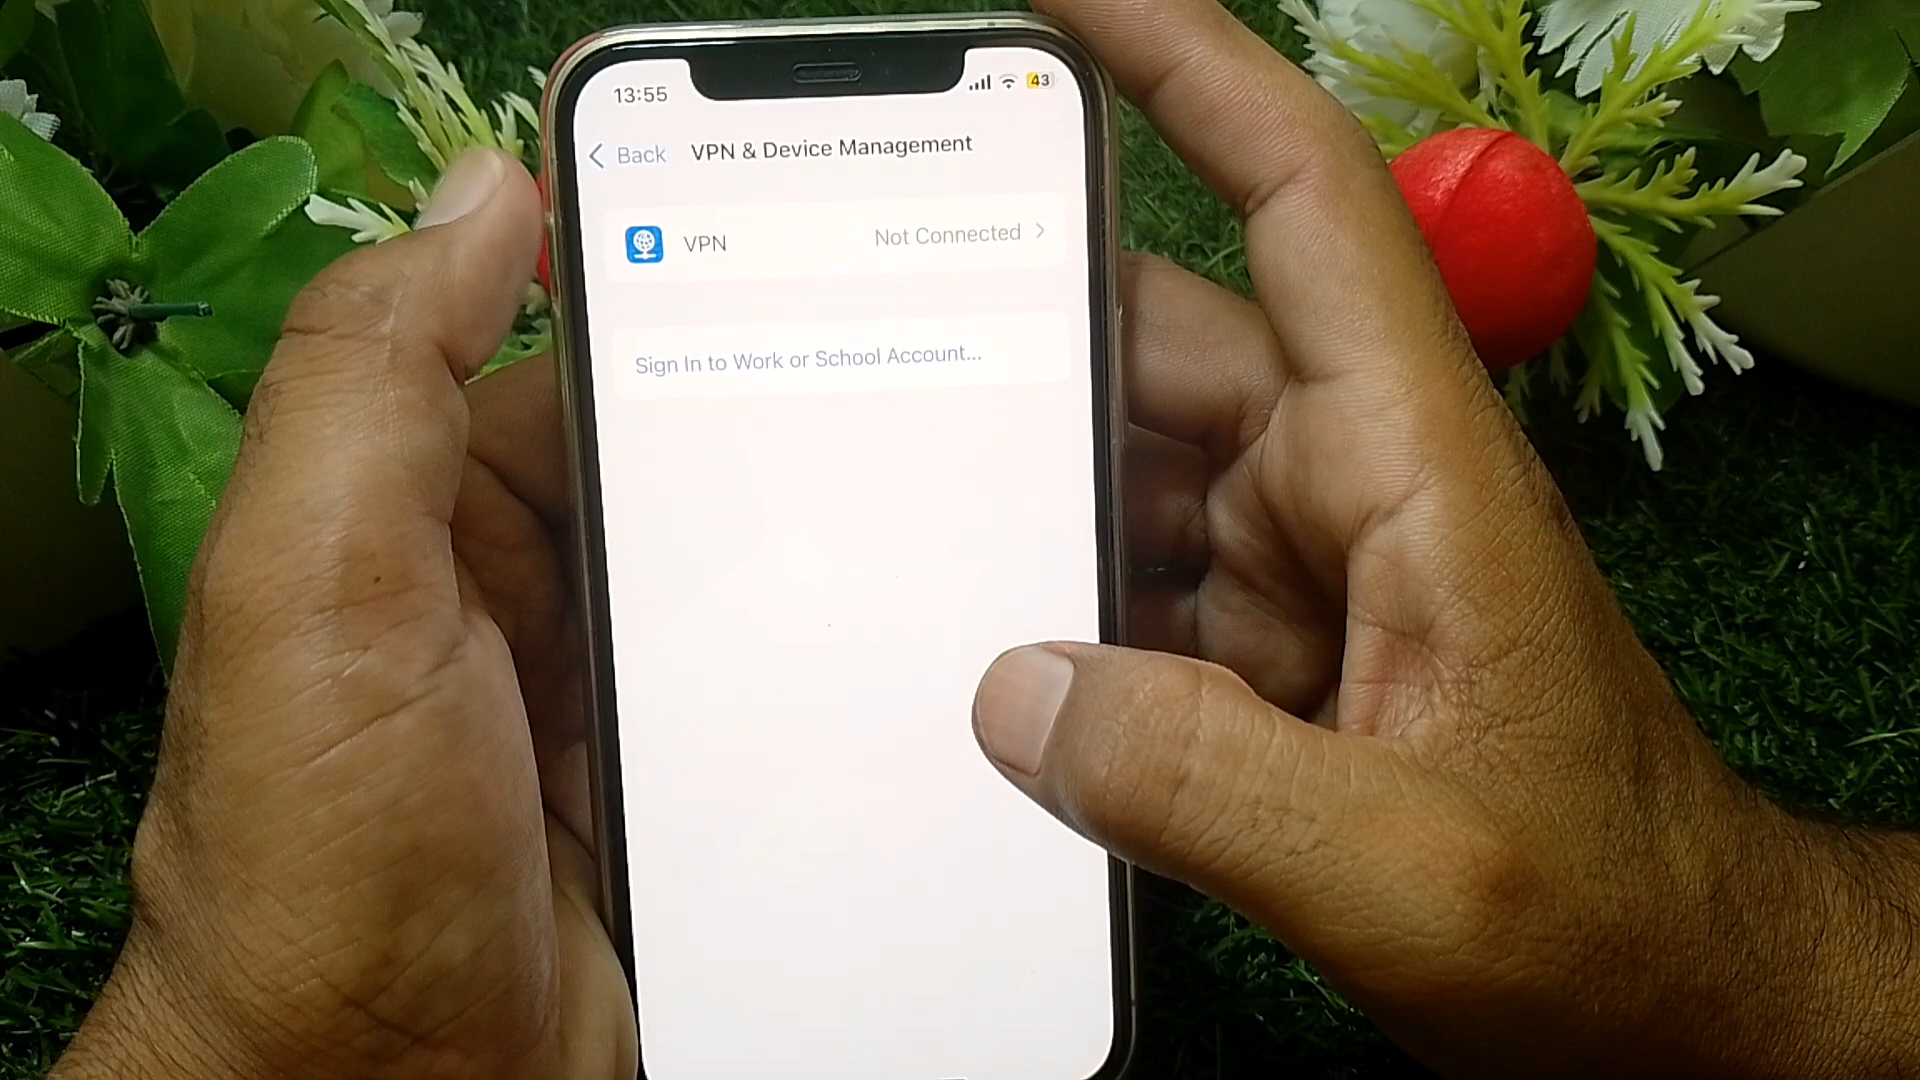 13:55
43
Back
VPN & Device Management
VPN
Not Connected
Sign In to Work or School Account...